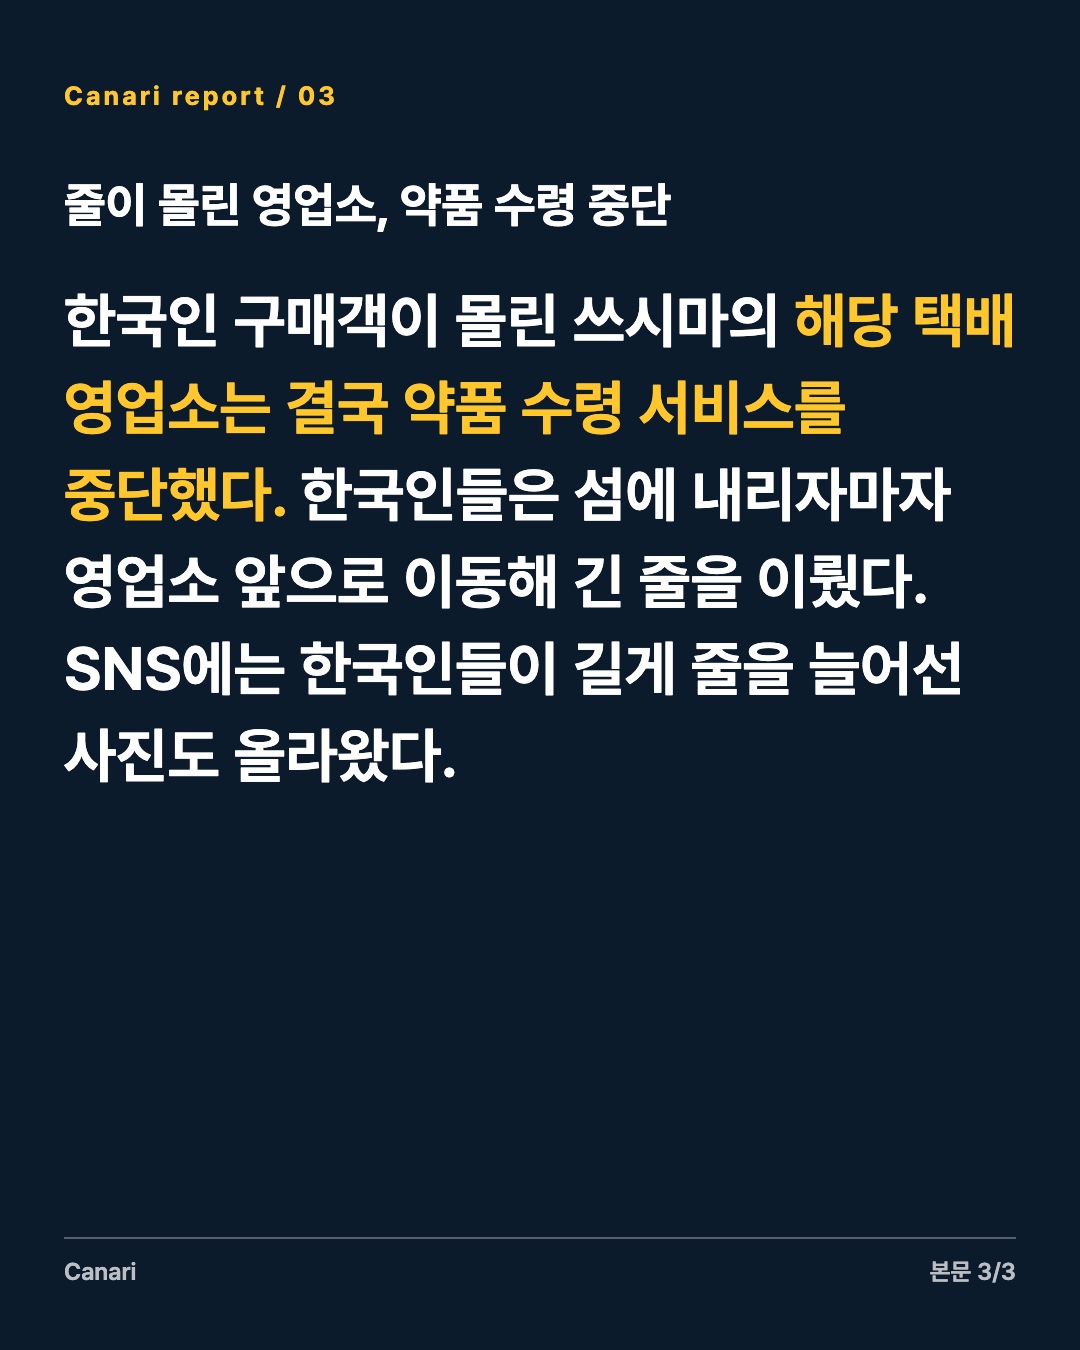 Canari report / 03
줄이 몰린 영업소, 약품 수령 중단
한국인 구매객이 몰린 쓰시마의 해당 택배
영업소는 결국 약품 수령 서비스를
중단했다. 한국인들은 섬에 내리자마자
영업소 앞으로 이동해 긴 줄을 이뤘다.
SNS에는 한국인들이 길게 줄을 늘어선
사진도 올라왔다.
Canari
본문 3/3